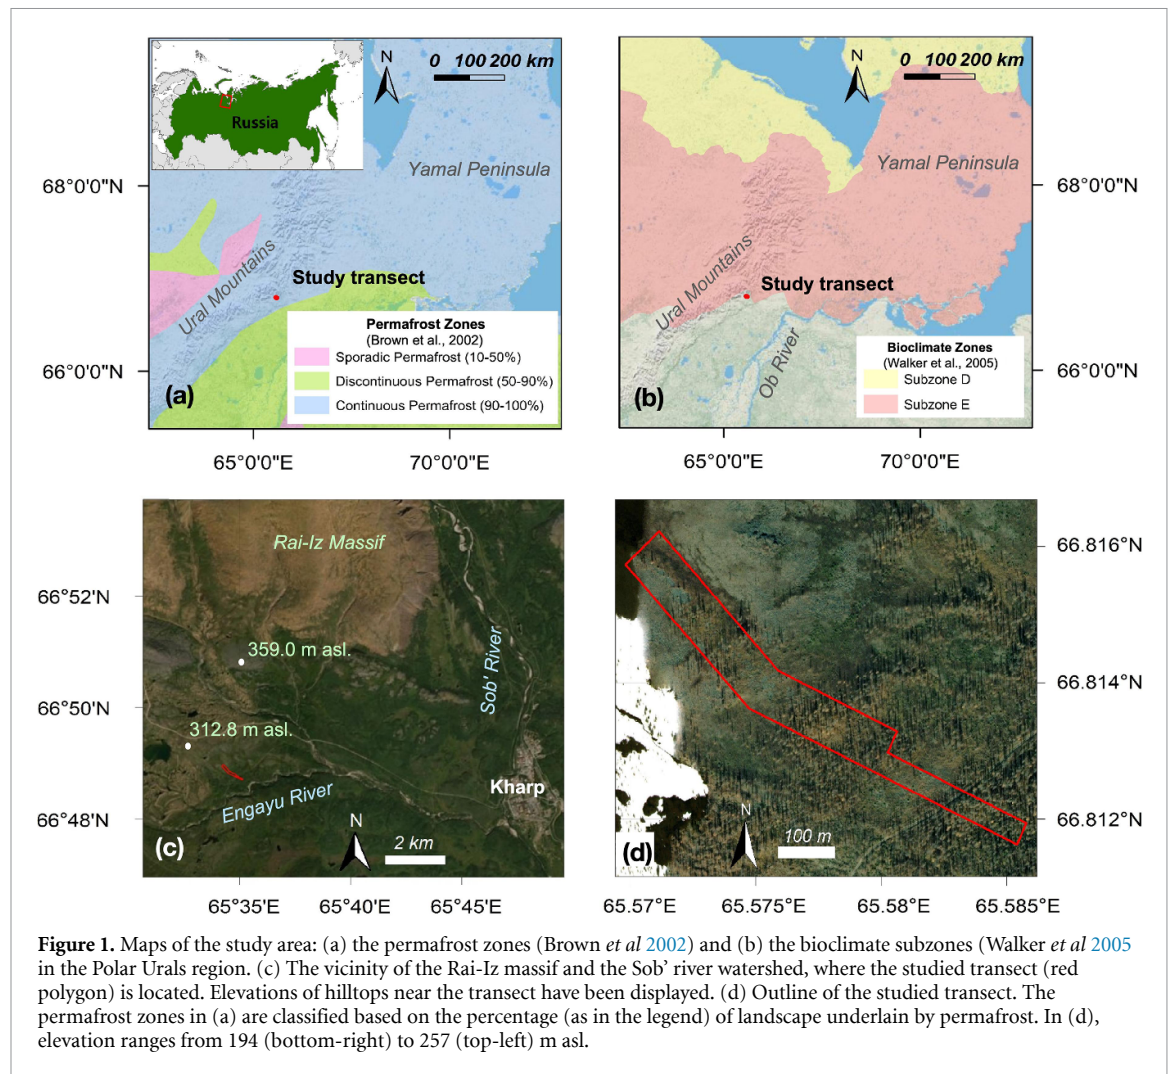 N
0 100 200 km
Russia
Yamal Peninsula
68°0'0"N
Ural Mountains
Study transect
Permafrost Zones
(Brown et al., 2002)
Sporadic Permafrost (10-50%)
Discontinuous Permafrost (50-90%)
Continuous Permafrost (90-100%)
66°0'0"N
(a)
65°0'0"E
70°0'0"E
N
0 100 200 km
Yamal Peninsula
68°0'0"N
Ural Mountains
Study transect
Ob River
Bioclimate Zones
(Walker et al., 2005)
Subzone D
Subzone E
66°0'0"N
(b)
65°0'0"E
70°0'0"E
Rai-Iz Massif
66°52'N
359.0 m asl.
Sob' River
66°50'N
312.8 m asl.
Kharp
Engayu River
66°48'N
N
2 km
(c)
65°35'E
65°40'E
65°45'E
66.816°N
66.814°N
66.812°N
N
100 m
(d)
65.57°E
65.575°E
65.58°E
65.585°E
Figure 1. Maps of the study area: (a) the permafrost zones (Brown et al 2002) and (b) the bioclimate subzones (Walker et al 2005
in the Polar Urals region. (c) The vicinity of the Rai-Iz massif and the Sob’ river watershed, where the studied transect (red
polygon) is located. Elevations of hilltops near the transect have been displayed. (d) Outline of the studied transect. The
permafrost zones in (a) are classified based on the percentage (as in the legend) of landscape underlain by permafrost. In (d),
elevation ranges from 194 (bottom-right) to 257 (top-left) m asl.